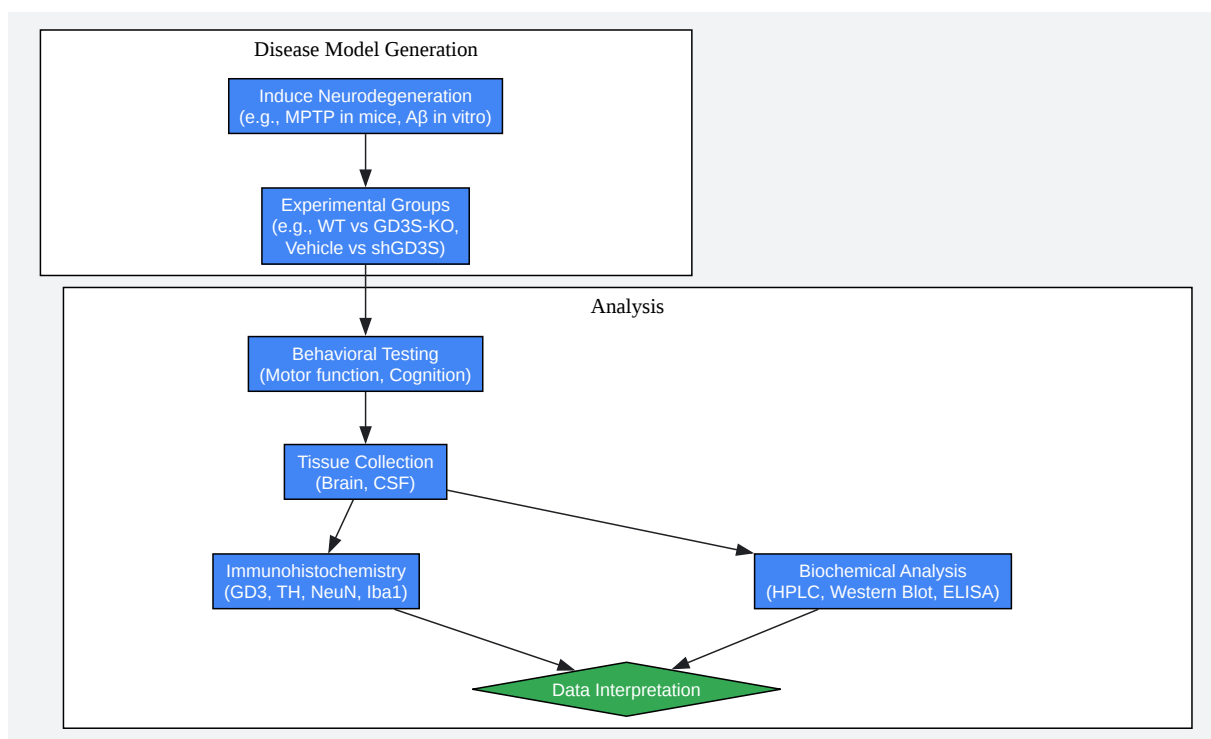 Disease Model Generation
Induce Neurodegeneration
(e.g., MPTP in mice, Aβ in vitro)
Experimental Groups
(e.g., WT vs GD3S-KO,
Vehicle vs shGD3S)
Analysis
Behavioral Testing
(Motor function, Cognition)
Tissue Collection
(Brain, CSF)
Immunohistochemistry
(GD3, TH, NeuN, Iba1)
Biochemical Analysis
(HPLC, Western Blot, ELISA)
Data Interpretation